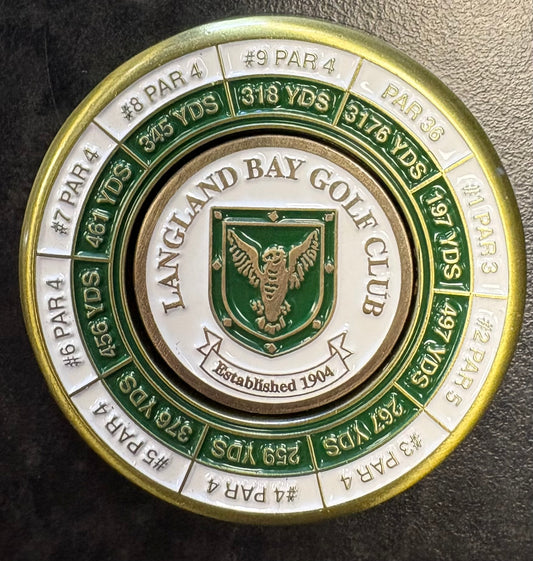 LANGLAND BAY GOLF CLUB
Established 1904
#1 PAR 3
197 YDS
#2 PAR 5
497 YDS
#3 PAR 4
267 YDS
#4 PAR 4
259 YDS
#5 PAR 4
376 YDS
#6 PAR 4
456 YDS
#7 PAR 4
461 YDS
#8 PAR 4
345 YDS
#9 PAR 4
318 YDS
PAR 36
3176 YDS